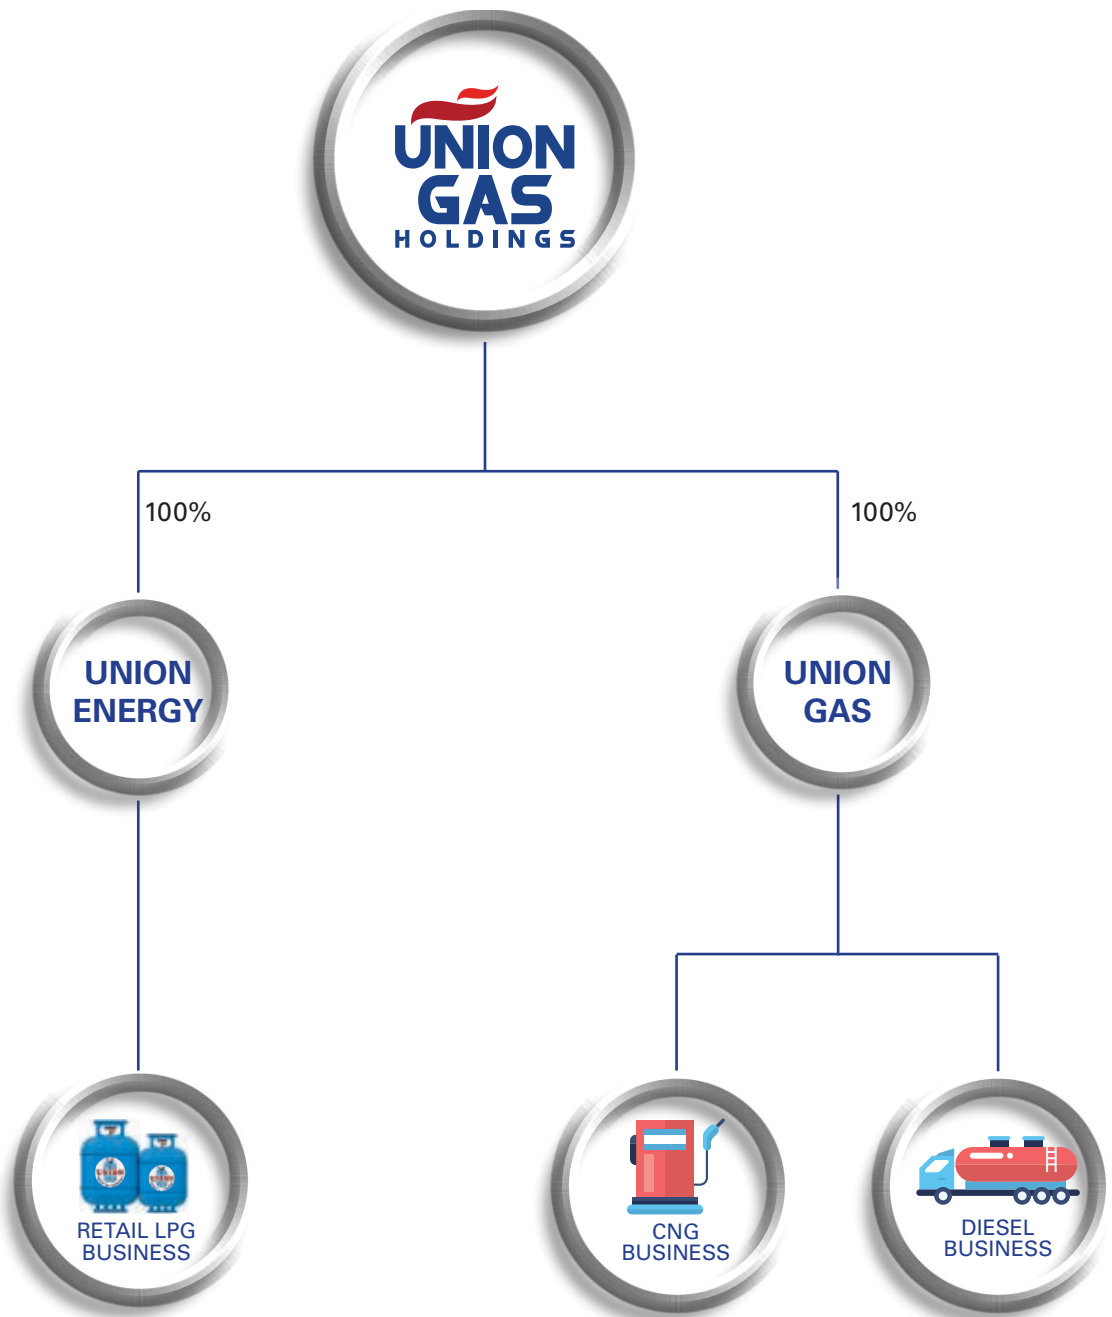 UNION
GAS
HOLDINGS
100%
100%
UNION
ENERGY
UNION
GAS
RETAIL LPG
BUSINESS
CNG
BUSINESS
DIESEL
BUSINESS